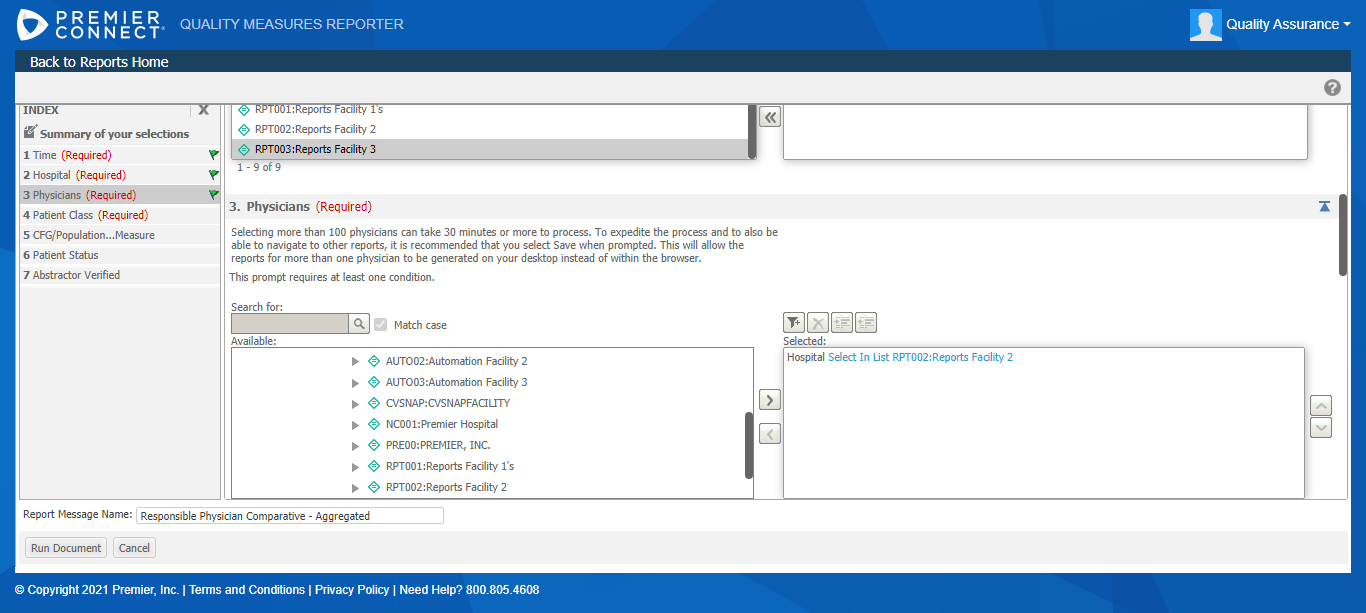 PREMIER CONNECT
QUALITY MEASURES REPORTER
Quality Assurance
Back to Reports Home
INDEX
Summary of your selections
1 Time (Required)
2 Hospital (Required)
3 Physicians (Required)
4 Patient Class (Required)
5 CFG/Population...Measure
6 Patient Status
7 Abstractor Verified
RPT001:Reports Facility 1's
RPT002:Reports Facility 2
RPT003:Reports Facility 3
1 - 9 of 9
3. Physicians (Required)
Selecting more than 100 physicians can take 30 minutes or more to process. To expedite the process and to also be
able to navigate to other reports, it is recommended that you select Save when prompted. This will allow the
reports for more than one physician to be generated on your desktop instead of within the browser.
This prompt requires at least one condition.
Search for:
Match case
Available:
AUTO02:Automation Facility 2
AUTO03:Automation Facility 3
CVSNAP:CVSNAPFACILITY
NC001:Premier Hospital
PRE00:PREMIER, INC.
RPT001:Reports Facility 1's
RPT002:Reports Facility 2
Selected:
Hospital Select In List RPT002:Reports Facility 2
Report Message Name: Responsible Physician Comparative - Aggregated
Run Document Cancel
© Copyright 2021 Premier, Inc. | Terms and Conditions | Privacy Policy | Need Help? 800.805.4608